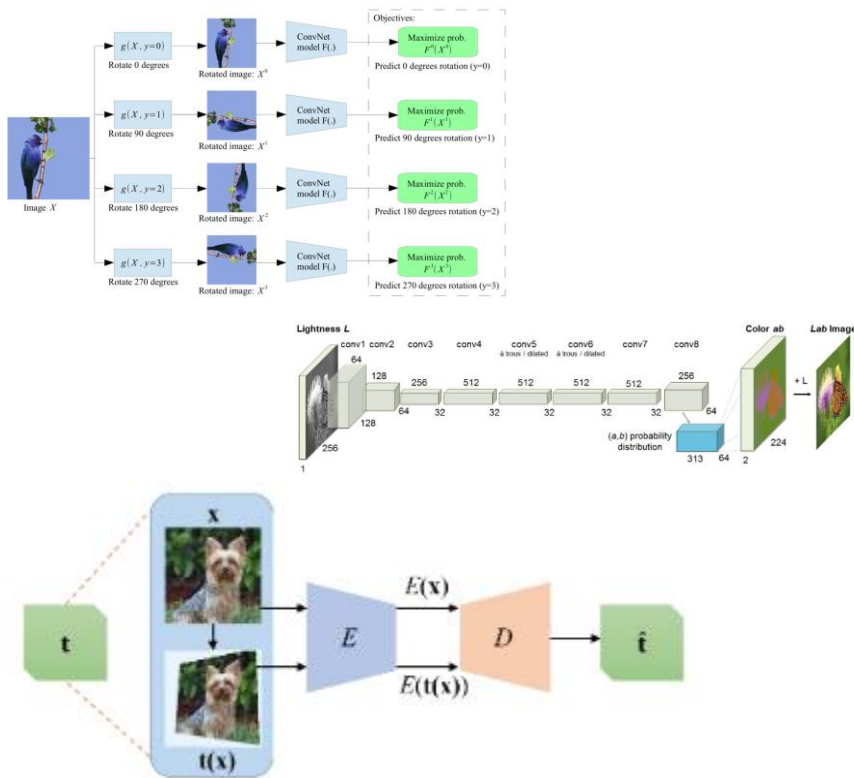 Objectives:
g(X, y=0)
Rotate 0 degrees
Rotated image: X⁰
ConvNet
model F(.)
Maximize prob.
F⁰(X⁰)
Predict 0 degrees rotation (y=0)
g(X, y=1)
Rotate 90 degrees
Rotated image: X¹
ConvNet
model F(.)
Maximize prob.
F¹(X¹)
Predict 90 degrees rotation (y=1)
Image X
g(X, y=2)
Rotate 180 degrees
Rotated image: X²
ConvNet
model F(.)
Maximize prob.
F²(X²)
Predict 180 degrees rotation (y=2)
g(X, y=3)
Rotate 270 degrees
Rotated image: X³
ConvNet
model F(.)
Maximize prob.
F³(X³)
Predict 270 degrees rotation (y=3)
Lightness L
conv1 conv2 conv3 conv4 conv5 conv6 conv7 conv8
à trous / dilated à trous / dilated
Color ab
Lab Image
64
128
256 512 512 512 512 256
+ L
64 32 32 32 32 32 64
128
256
1
(a,b) probability
distribution
313 64
2
224
x
t
E
E(x)
E(t(x))
D
t̂
t(x)